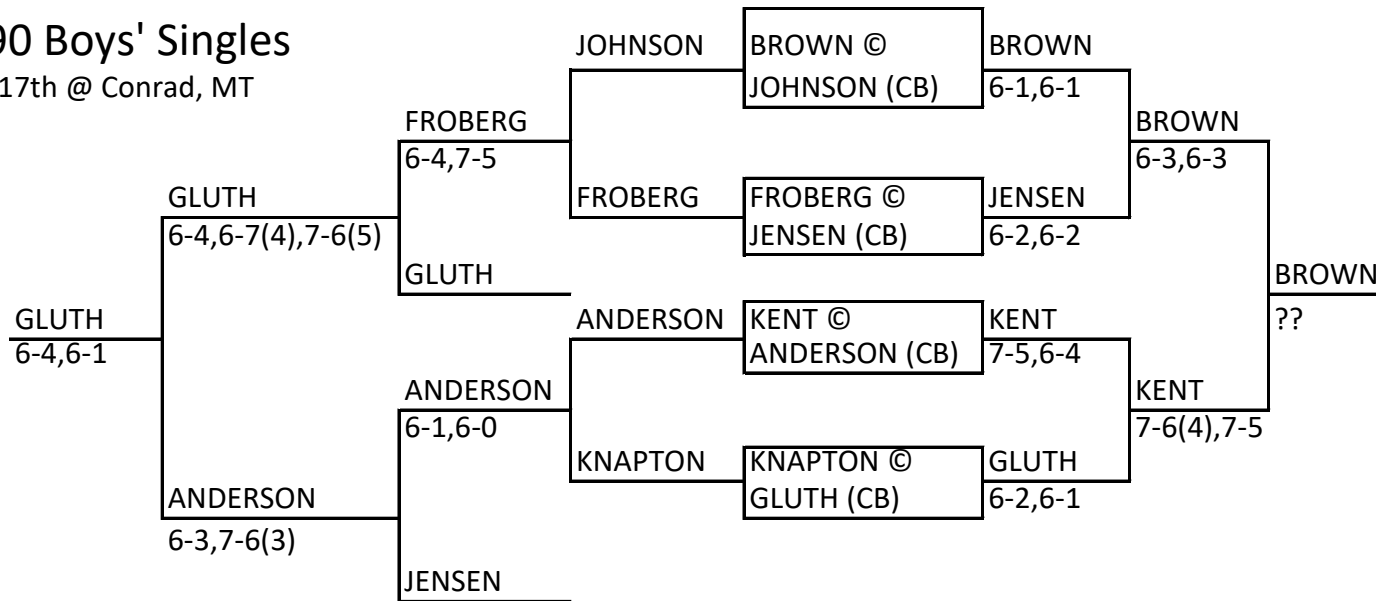 90 Boys' Singles
17th @ Conrad, MT
JOHNSON
BROWN ©
JOHNSON (CB)
BROWN
6-1,6-1
FROBERG
6-4,7-5
BROWN
6-3,6-3
GLUTH
6-4,6-7(4),7-6(5)
FROBERG
FROBERG ©
JENSEN (CB)
JENSEN
6-2,6-2
GLUTH
BROWN
??
GLUTH
6-4,6-1
ANDERSON
KENT ©
ANDERSON (CB)
KENT
7-5,6-4
ANDERSON
6-1,6-0
KENT
7-6(4),7-5
KNAPTON
KNAPTON ©
GLUTH (CB)
GLUTH
6-2,6-1
ANDERSON
6-3,7-6(3)
JENSEN